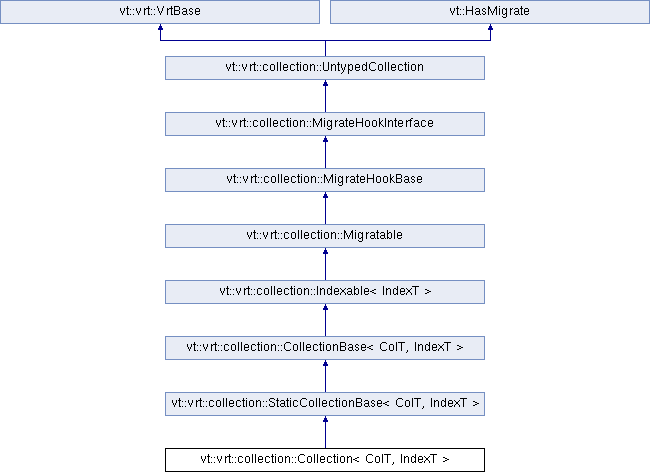 vt::vrt::VrtBase
vt::HasMigrate
vt::vrt::collection::UntypedCollection
vt::vrt::collection::MigrateHookInterface
vt::vrt::collection::MigrateHookBase
vt::vrt::collection::Migratable
vt::vrt::collection::Indexable< IndexT >
vt::vrt::collection::CollectionBase< ColT, IndexT >
vt::vrt::collection::StaticCollectionBase< ColT, IndexT >
vt::vrt::collection::Collection< ColT, IndexT >